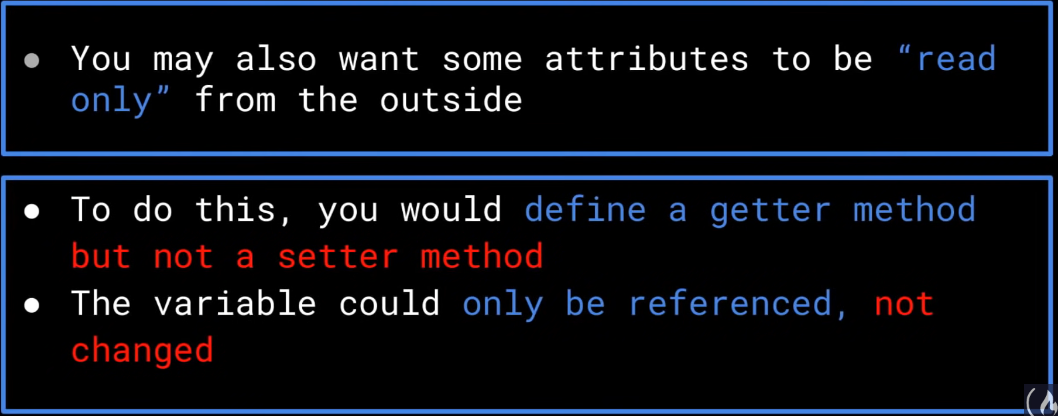 ● You may also want some attributes to be “read
only” from the outside
● To do this, you would define a getter method
but not a setter method
● The variable could only be referenced, not
changed